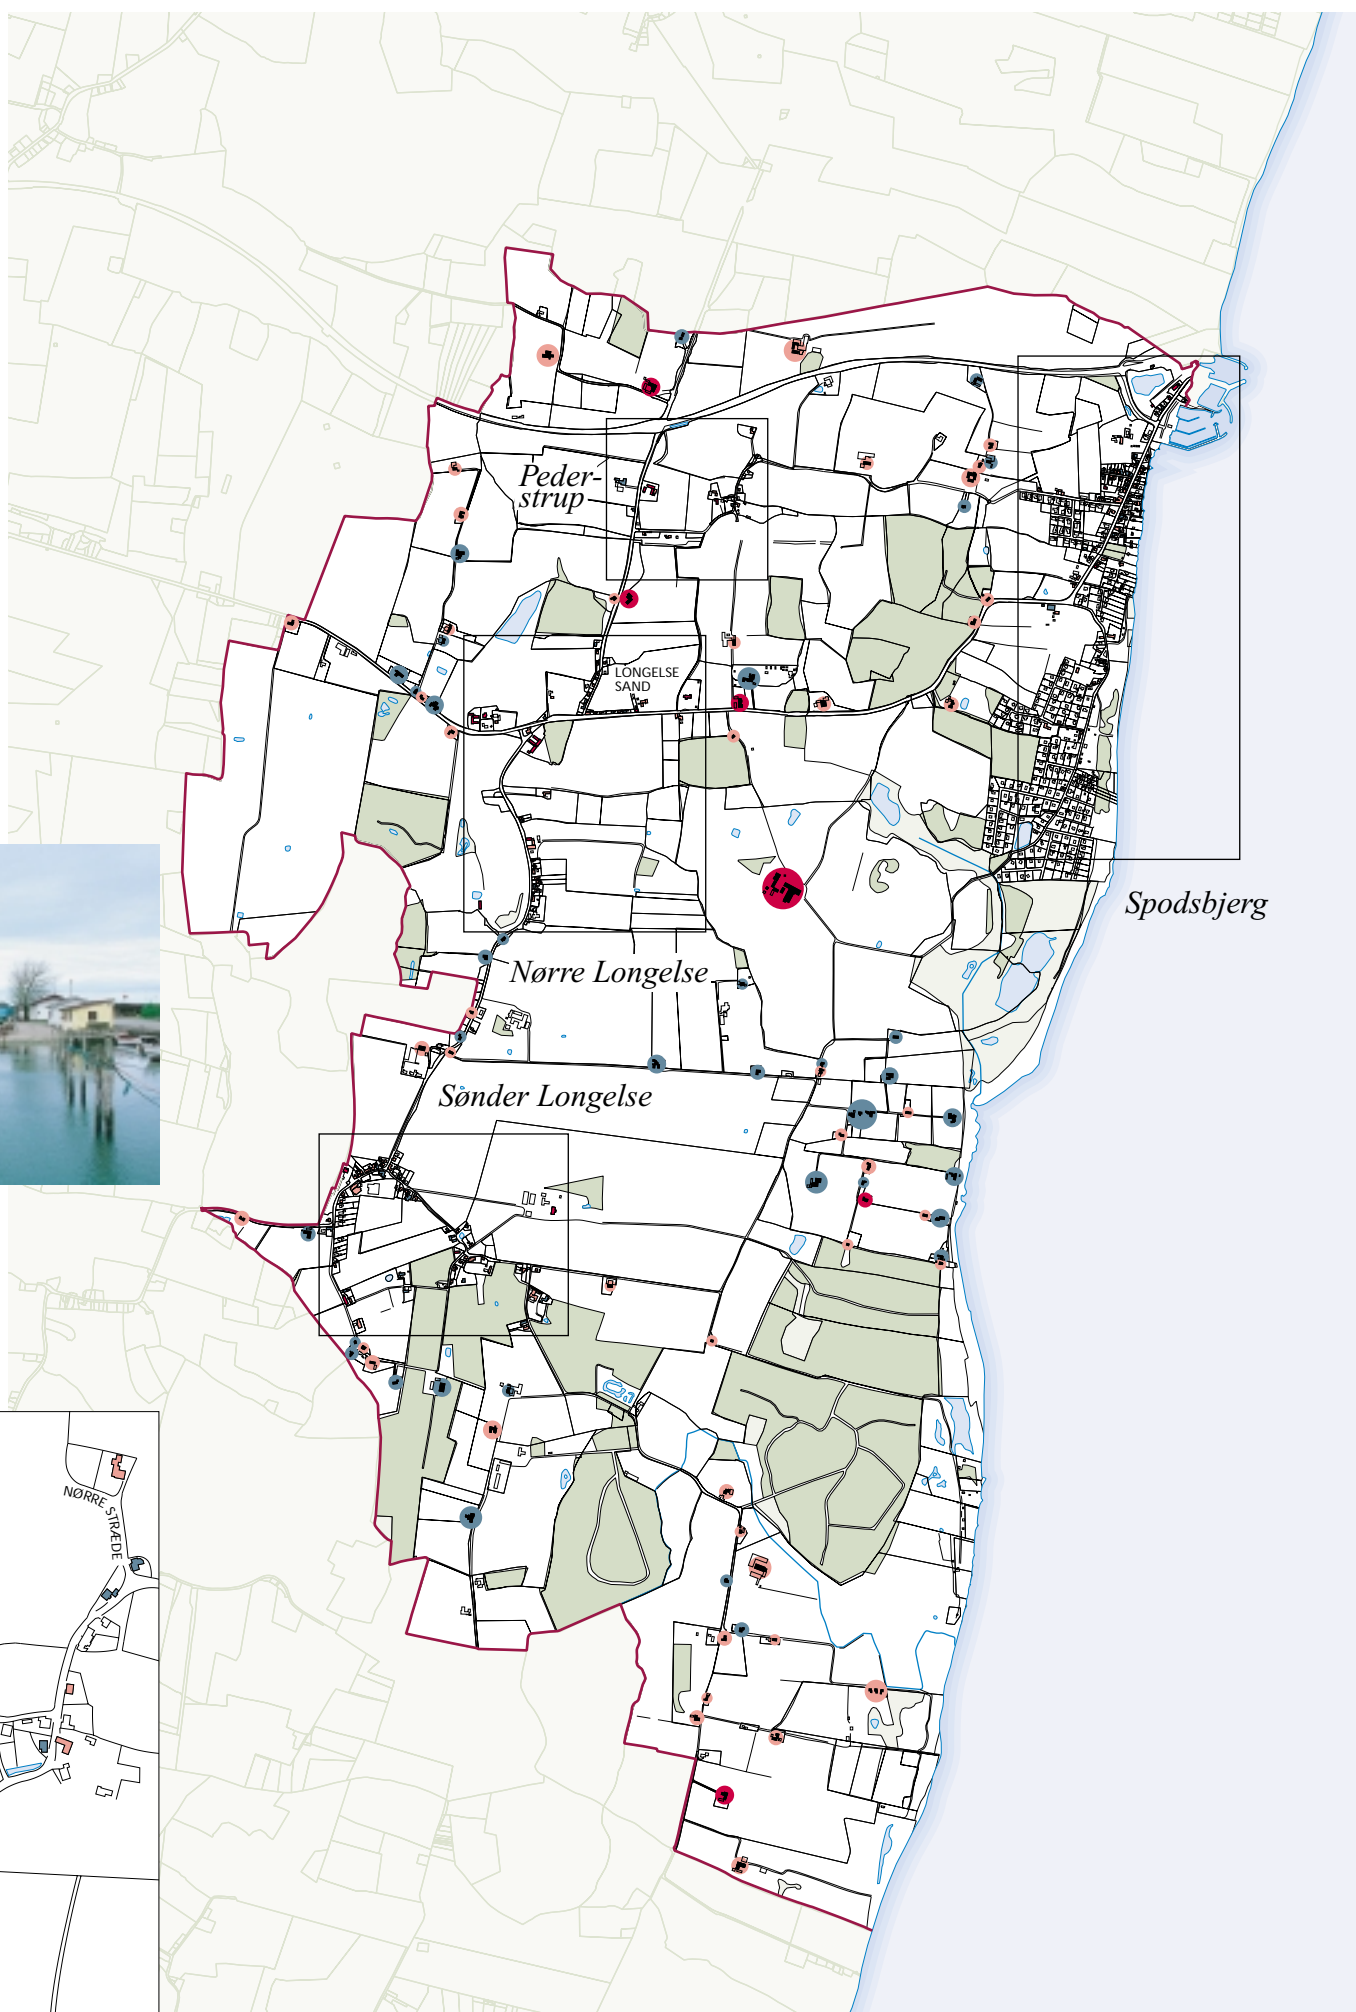 Peder-
strup
LONGELSE
SAND
Spodsbjerg
Nørre Longelse
Sønder Longelse
NØRRE STRÆDE